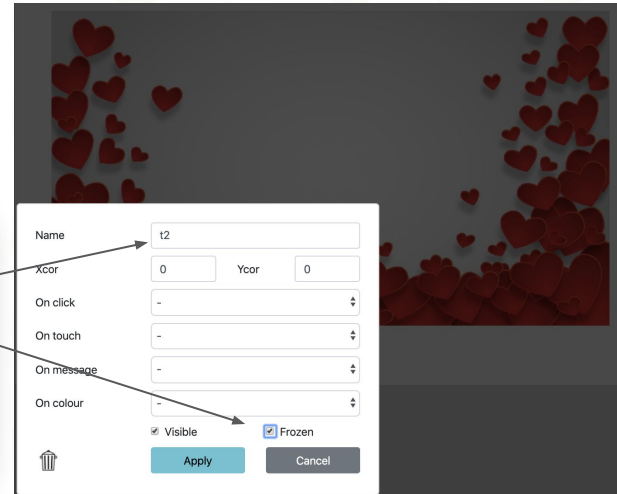 Name t2
Xcor 0 Ycor 0
On click -
On touch -
On message -
On colour -
Visible Frozen
Apply Cancel